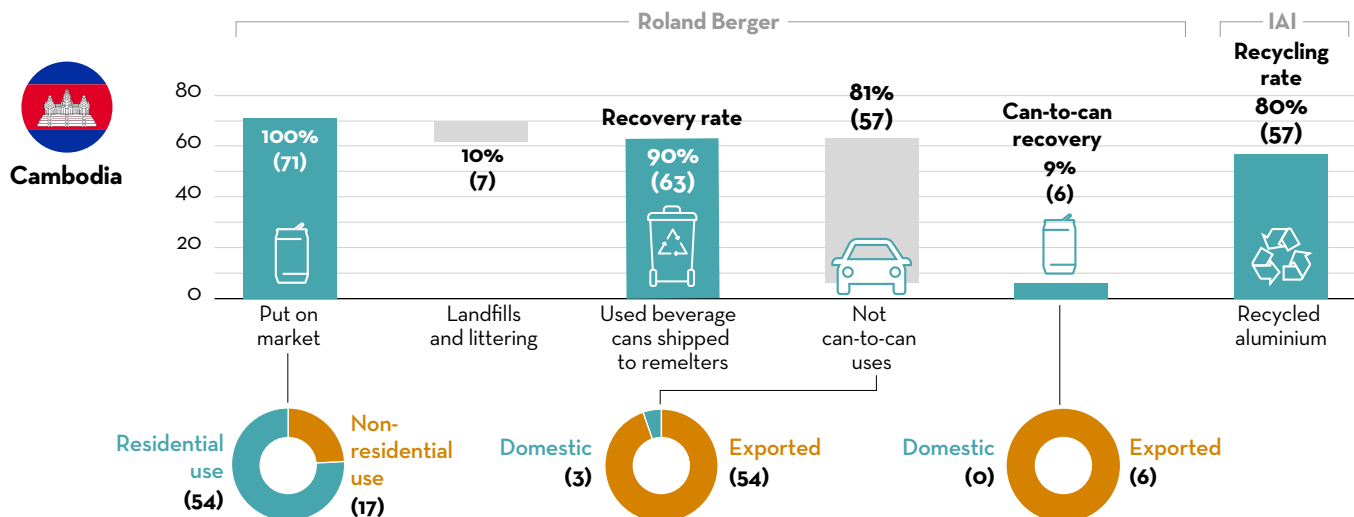 Roland Berger
IAI
Cambodia
80
60
40
20
0
100%
(71)
10%
(7)
Recovery rate
90%
(63)
81%
(57)
Can-to-can
recovery
9%
(6)
Recycling
rate
80%
(57)
Put on
market
Landfills
and littering
Used beverage
cans shipped
to remelters
Not
can-to-can
uses
Recycled
aluminium
Residential
use
(54)
Non-
residential
use
(17)
Domestic
(3)
Exported
(54)
Domestic
(0)
Exported
(6)